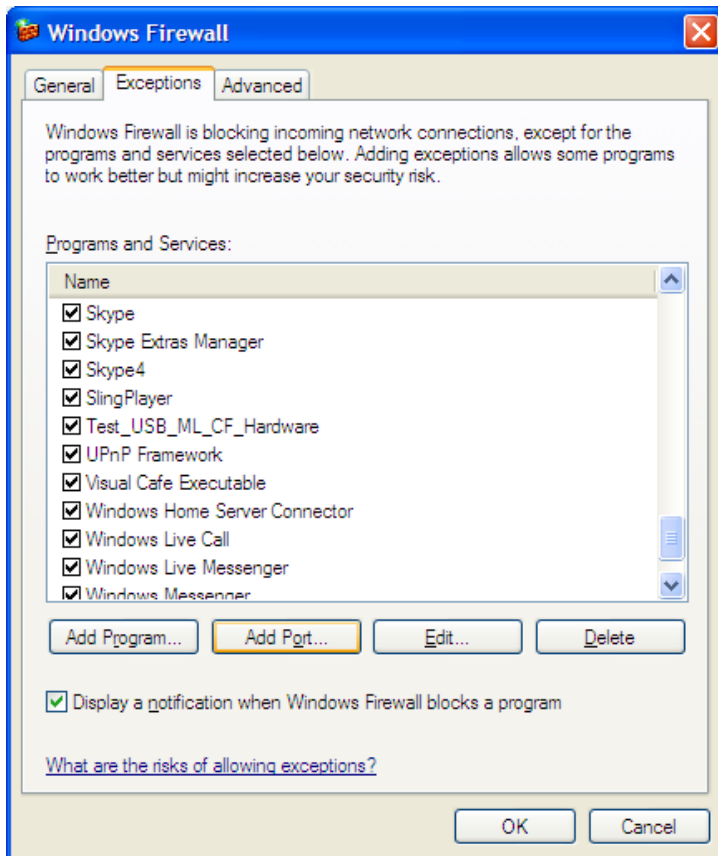 Windows Firewall
General Exceptions Advanced
Windows Firewall is blocking incoming network connections, except for the
programs and services selected below. Adding exceptions allows some programs
to work better but might increase your security risk.
Programs and Services:
Name
Skype
Skype Extras Manager
Skype4
SlingPlayer
Test_USB_ML_CF_Hardware
UPnP Framework
Visual Cafe Executable
Windows Home Server Connector
Windows Live Call
Windows Live Messenger
Windows Messenger
Add Program... Add Port... Edit... Delete
Display a notification when Windows Firewall blocks a program
What are the risks of allowing exceptions?
OK Cancel